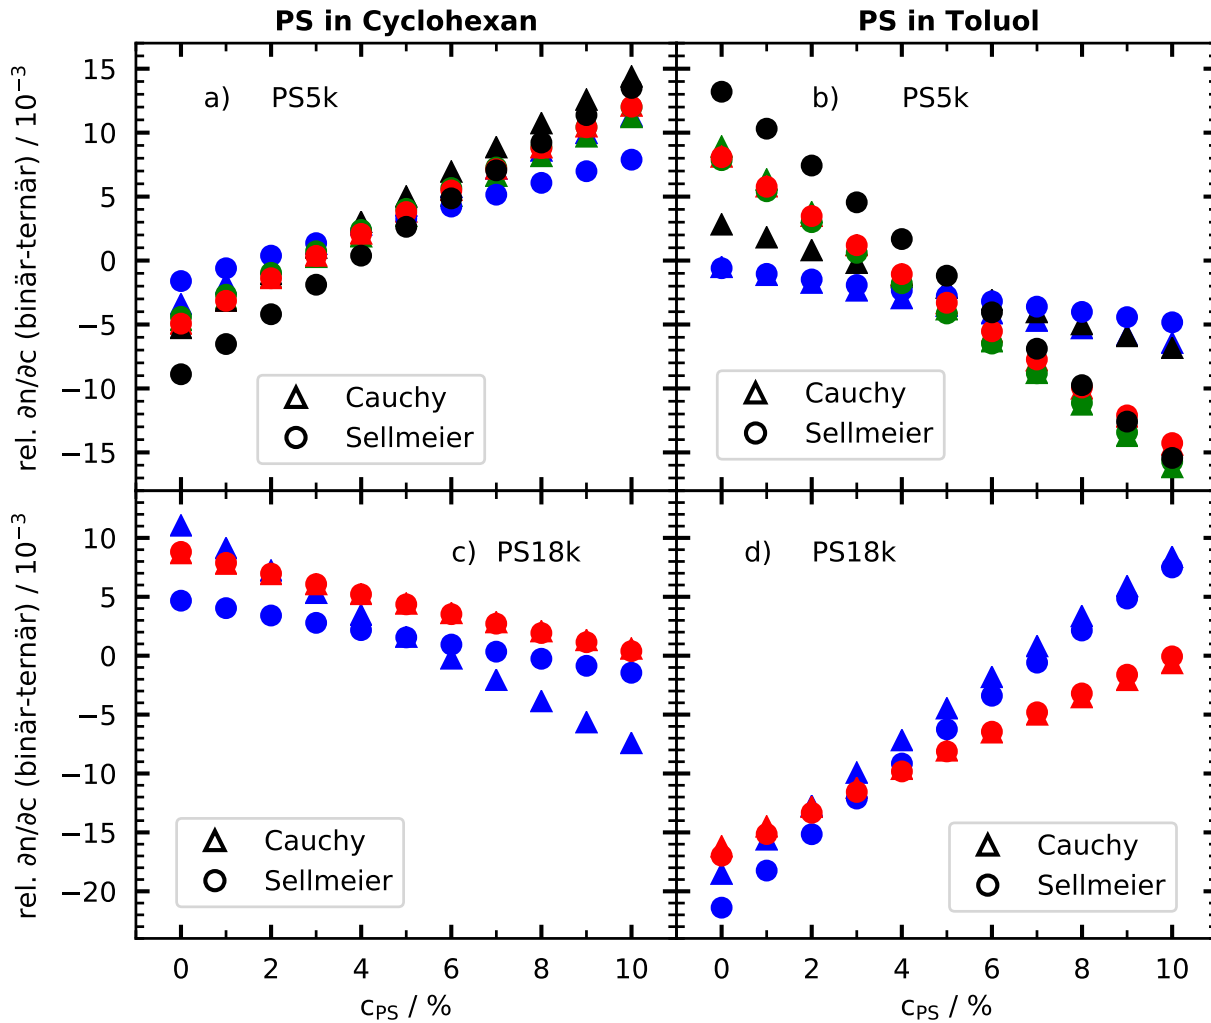 PS in Cyclohexan
PS in Toluol
rel. ∂n/∂c (binär-ternär) / 10⁻³
15
10
5
0
−5
−10
−15
a) PS5k
Cauchy
Sellmeier
b) PS5k
Cauchy
Sellmeier
rel. ∂n/∂c (binär-ternär) / 10⁻³
10
5
0
−5
−10
−15
−20
c) PS18k
Cauchy
Sellmeier
d) PS18k
Cauchy
Sellmeier
0 2 4 6 8 10
0 2 4 6 8 10
c_PS / %
c_PS / %